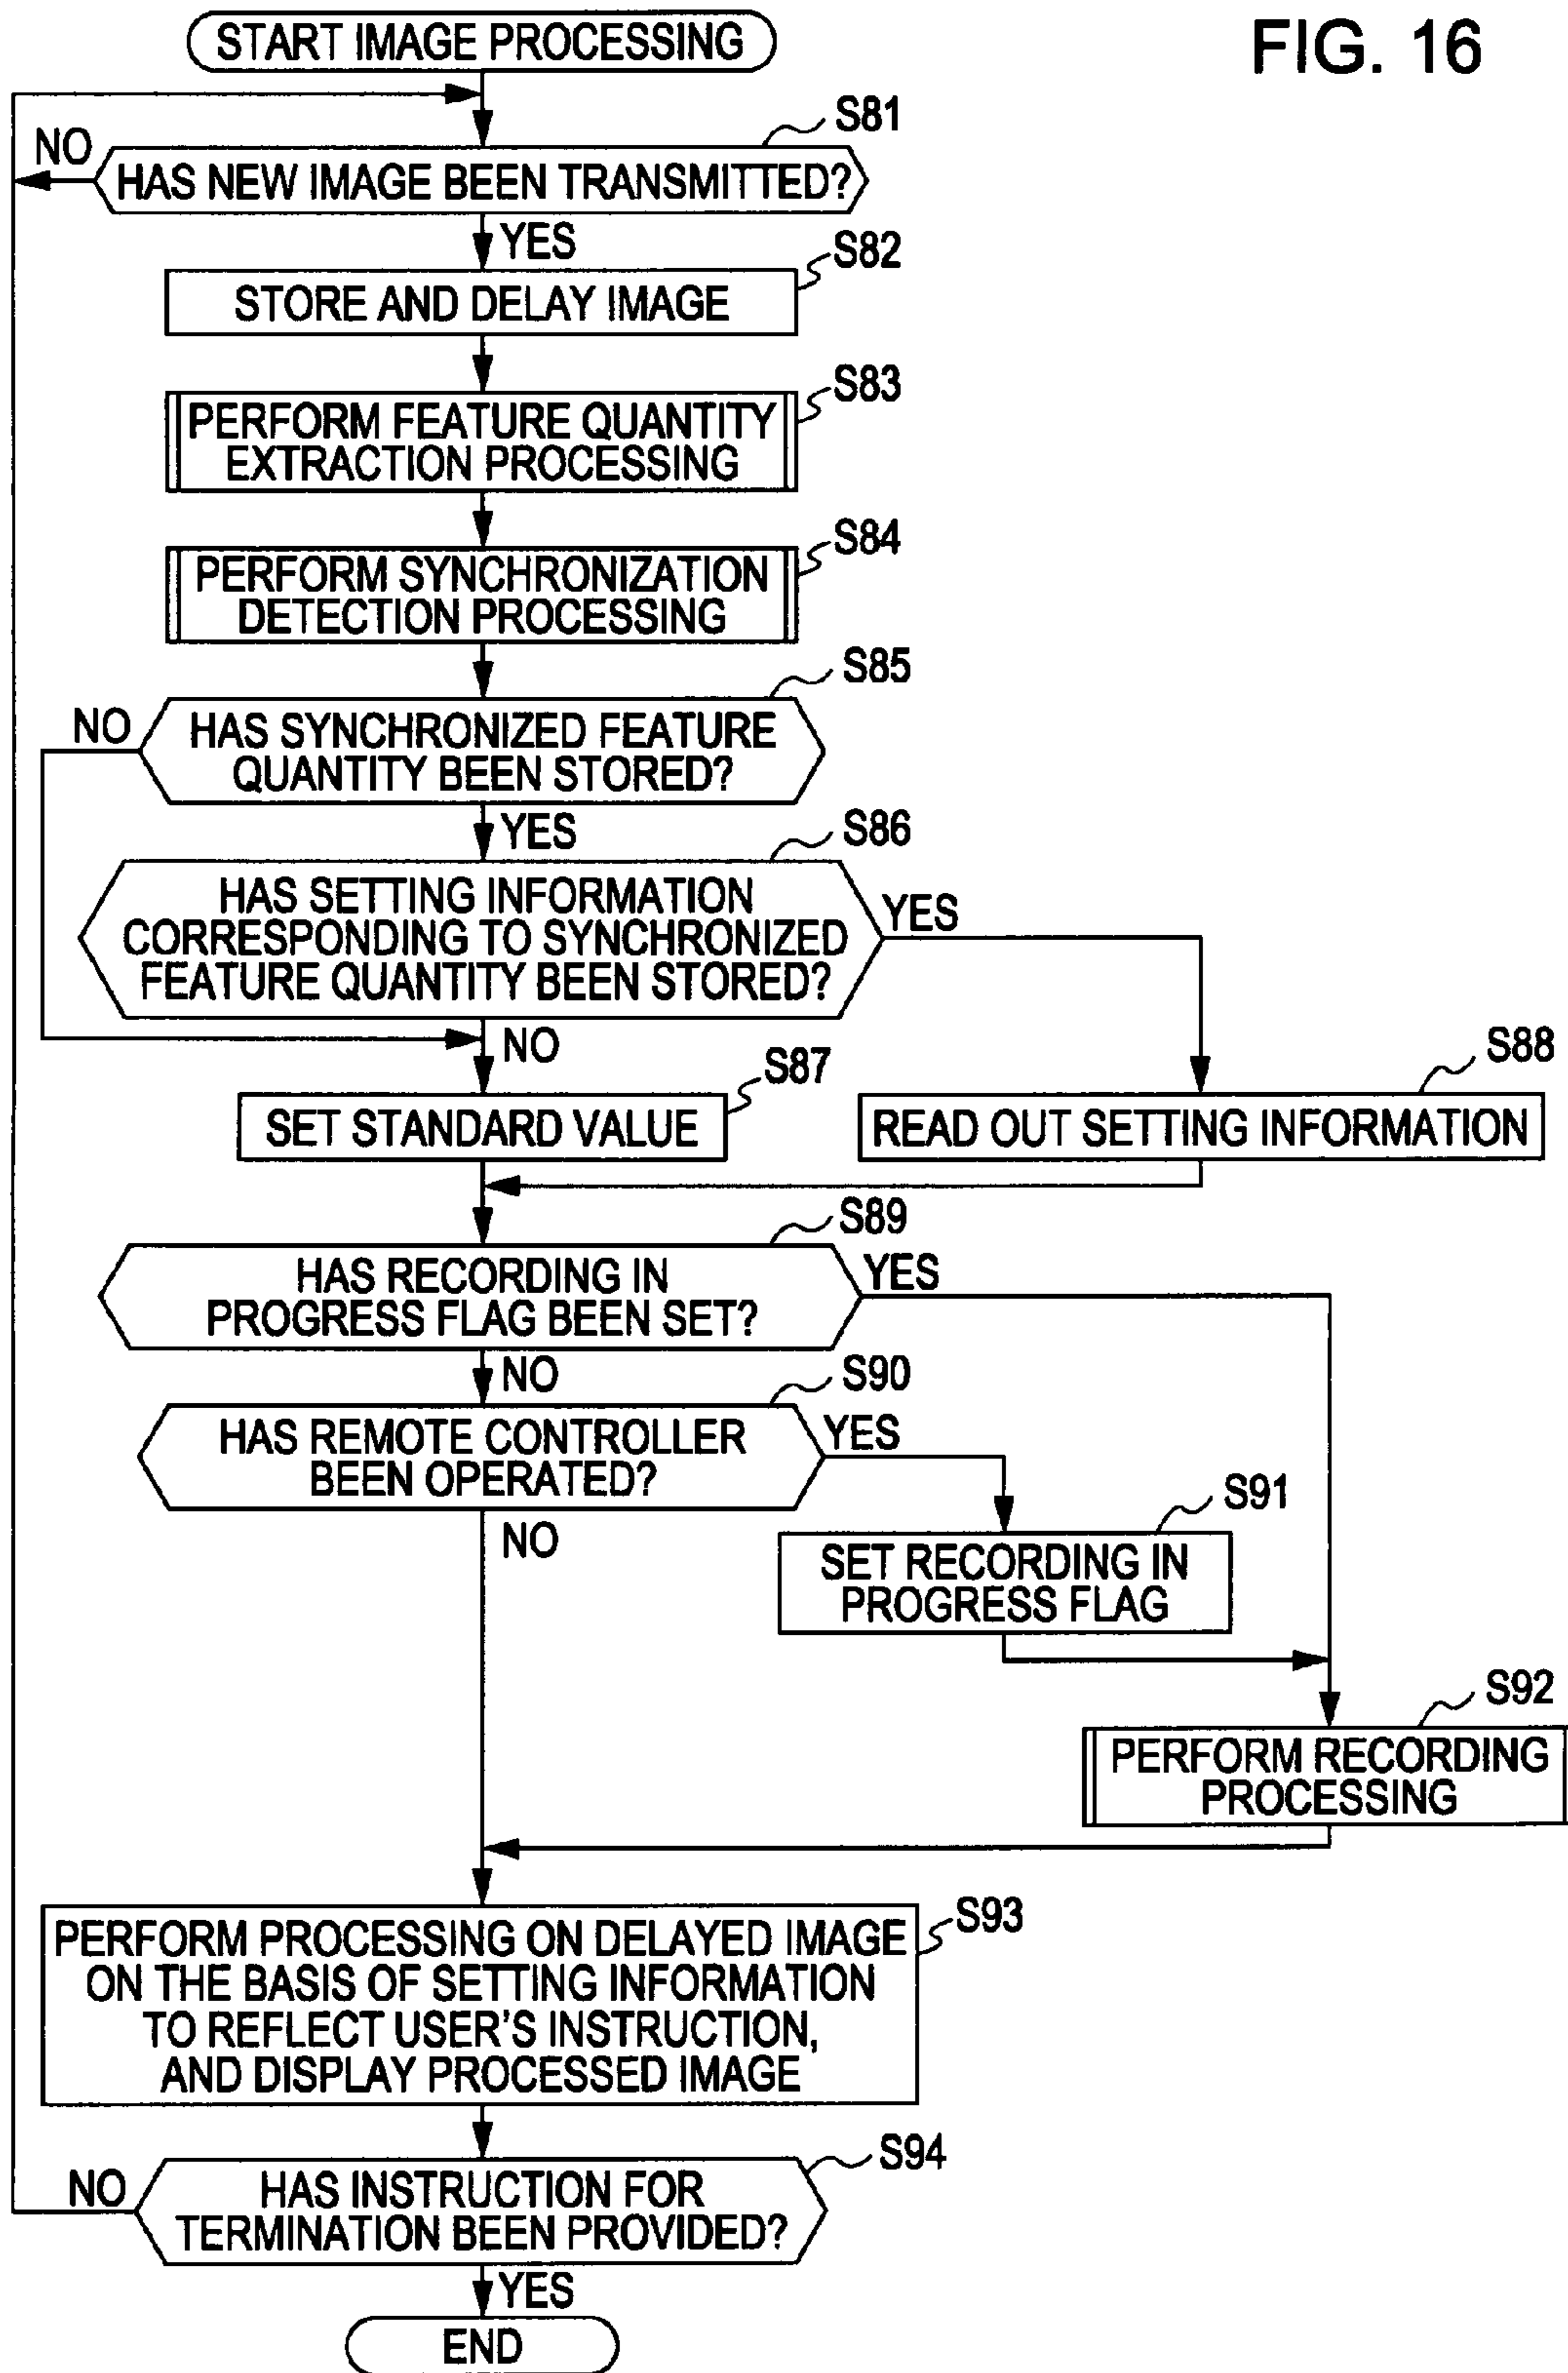 FIG. 16
START IMAGE PROCESSING
S81
NO
HAS NEW IMAGE BEEN TRANSMITTED?
YES
S82
STORE AND DELAY IMAGE
S83
PERFORM FEATURE QUANTITY
EXTRACTION PROCESSING
S84
PERFORM SYNCHRONIZATION
DETECTION PROCESSING
S85
NO
HAS SYNCHRONIZED FEATURE
QUANTITY BEEN STORED?
YES
S86
HAS SETTING INFORMATION
CORRESPONDING TO SYNCHRONIZED
FEATURE QUANTITY BEEN STORED?
YES
NO
S87
SET STANDARD VALUE
S88
READ OUT SETTING INFORMATION
S89
HAS RECORDING IN
PROGRESS FLAG BEEN SET?
YES
NO
S90
HAS REMOTE CONTROLLER
BEEN OPERATED?
YES
NO
S91
SET RECORDING IN
PROGRESS FLAG
S92
PERFORM RECORDING
PROCESSING
S93
PERFORM PROCESSING ON DELAYED IMAGE
ON THE BASIS OF SETTING INFORMATION
TO REFLECT USER'S INSTRUCTION,
AND DISPLAY PROCESSED IMAGE
S94
NO
HAS INSTRUCTION FOR
TERMINATION BEEN PROVIDED?
YES
END